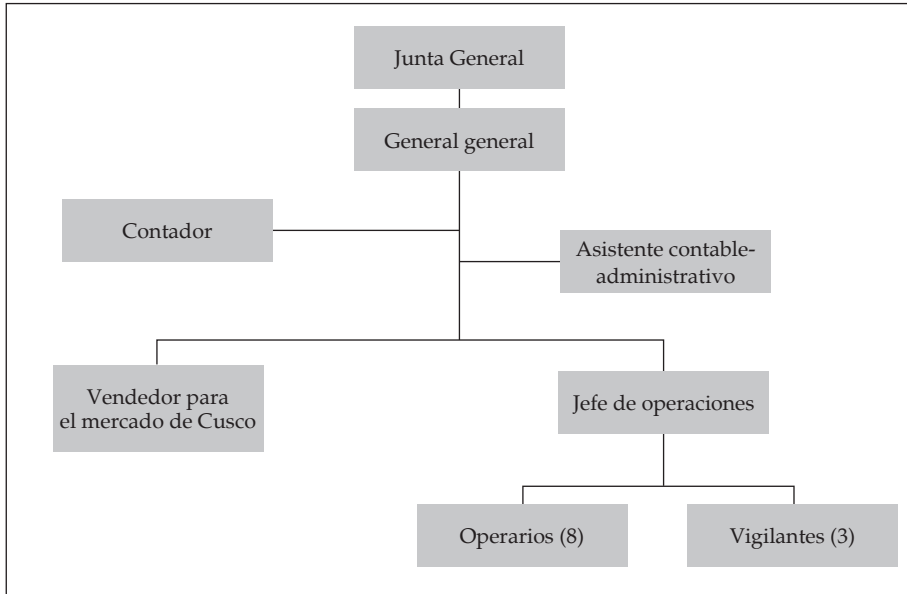 Junta General
General general
Contador
Asistente contable-
administrativo
Vendedor para
el mercado de Cusco
Jefe de operaciones
Operarios (8)
Vigilantes (3)